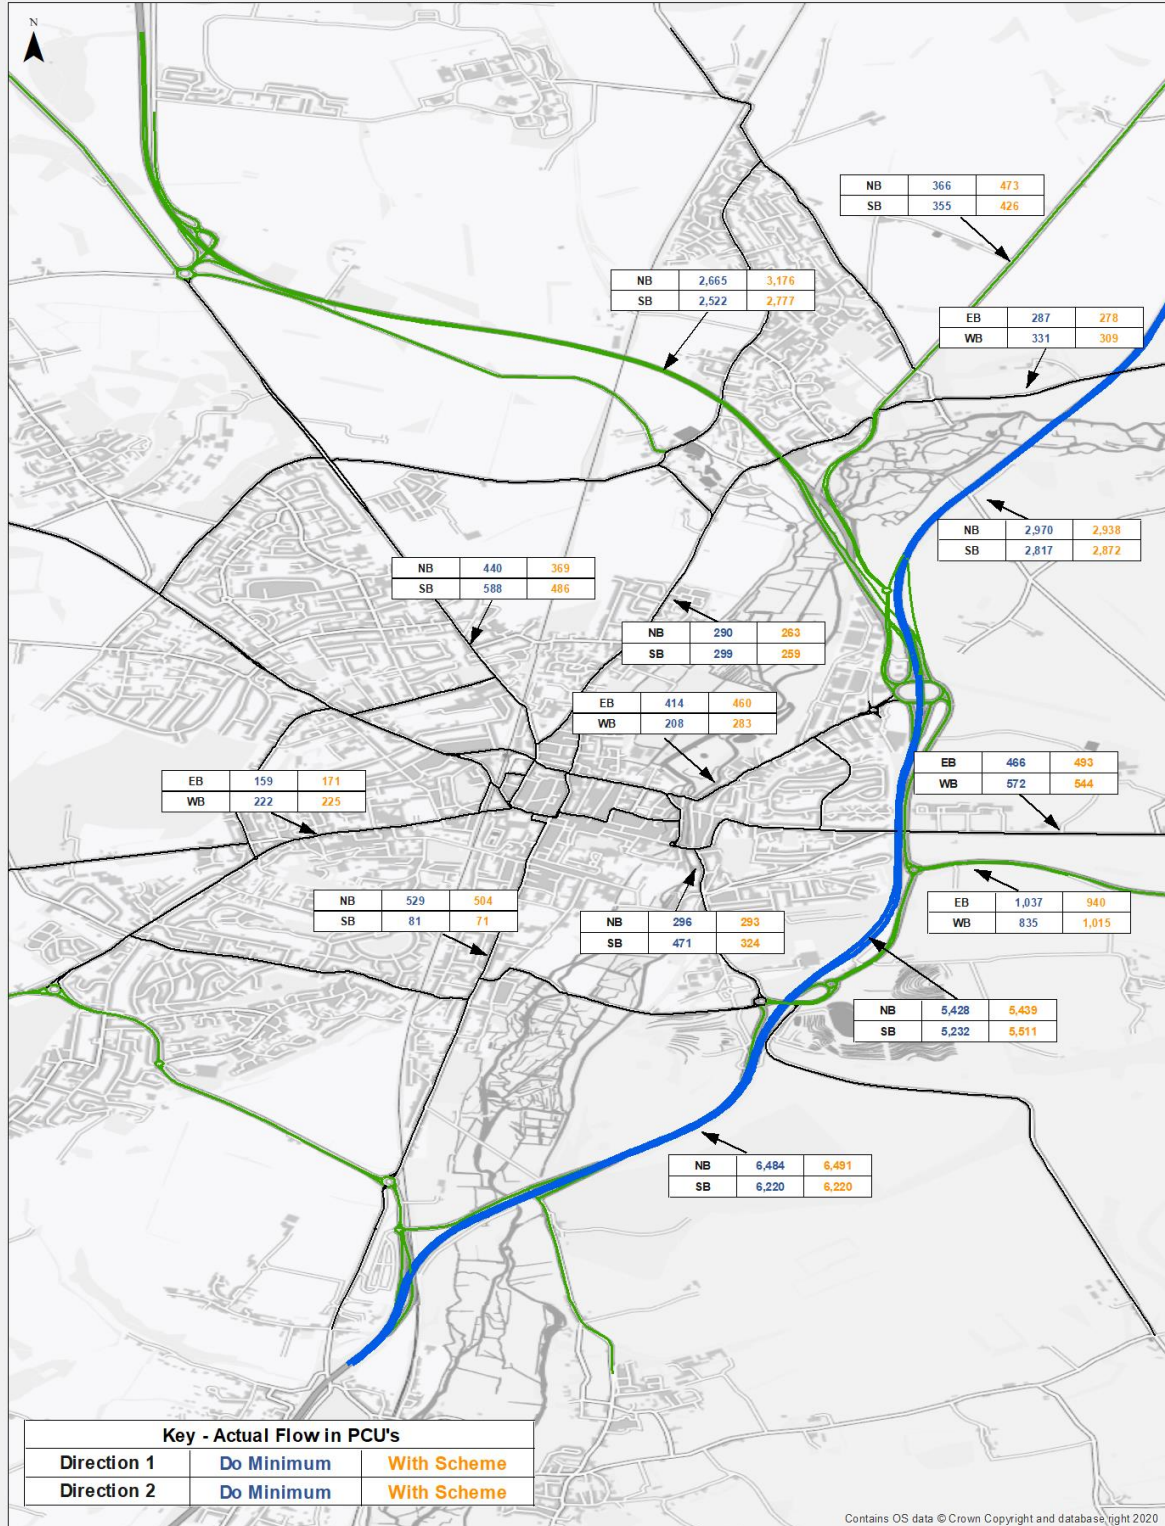 N
NB 366 473
SB 355 426
NB 2,665 3,176
SB 2,522 2,777
EB 287 278
WB 331 309
NB 2,970 2,938
SB 2,817 2,872
NB 440 369
SB 588 486
NB 290 263
SB 299 259
EB 414 460
WB 208 283
EB 466 493
WB 572 544
EB 159 171
WB 222 225
NB 529 504
SB 81 71
NB 296 293
SB 471 324
EB 1,037 940
WB 835 1,015
NB 5,428 5,439
SB 5,232 5,511
NB 6,484 6,491
SB 6,220 6,220
Key - Actual Flow in PCU's
Direction 1 Do Minimum With Scheme
Direction 2 Do Minimum With Scheme
Contains OS data © Crown Copyright and database right 2020